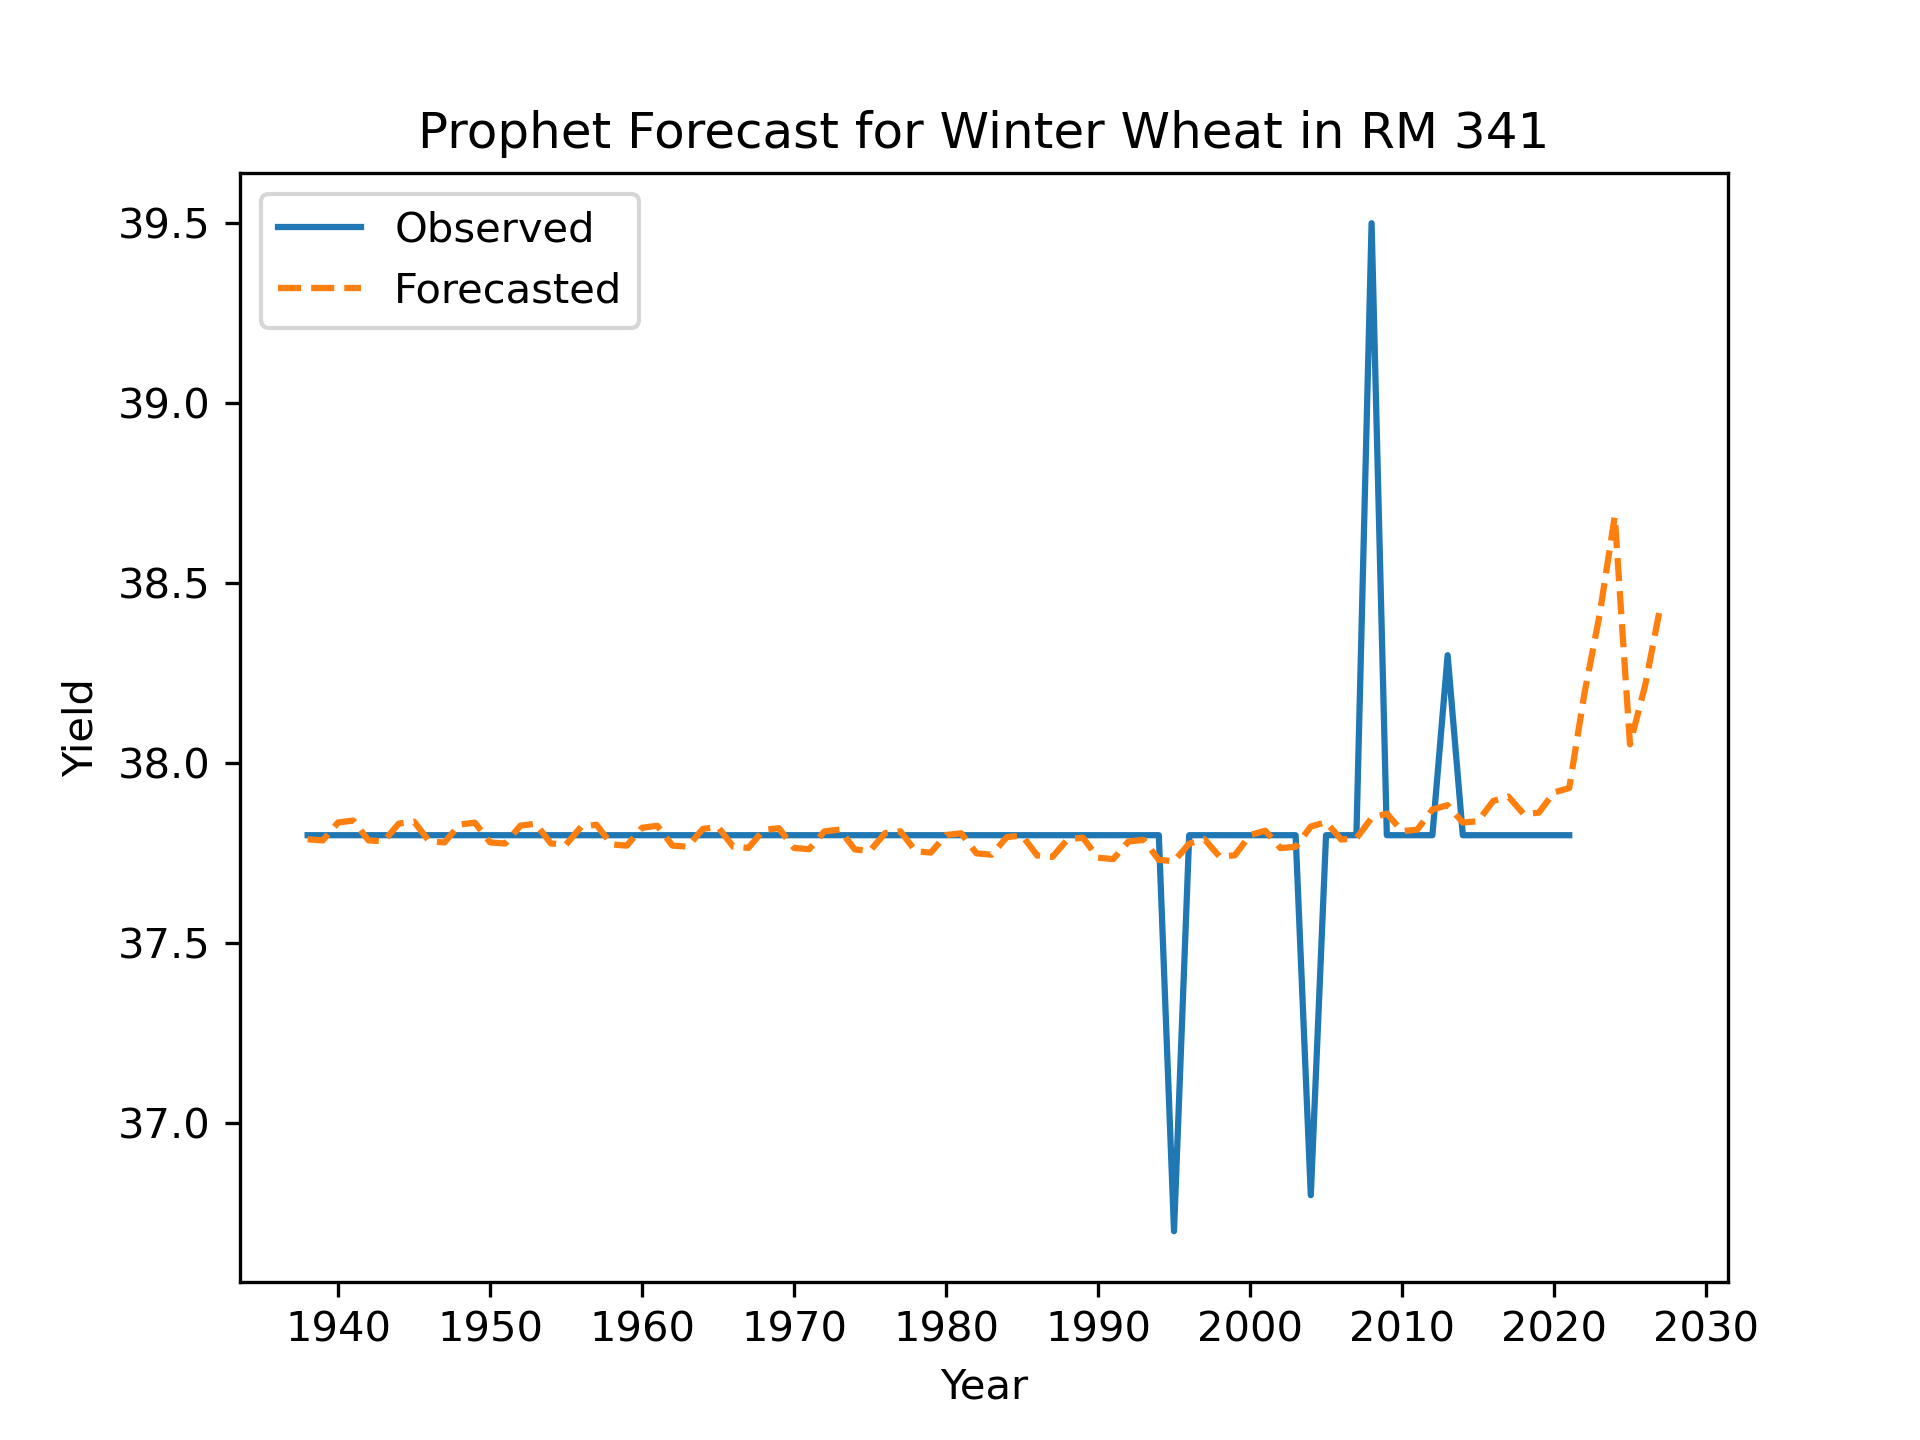 Prophet Forecast for Winter Wheat in RM 341
Observed
Forecasted
39.5
39.0
38.5
38.0
37.5
37.0
Yield
1940 1950 1960 1970 1980 1990 2000 2010 2020 2030
Year